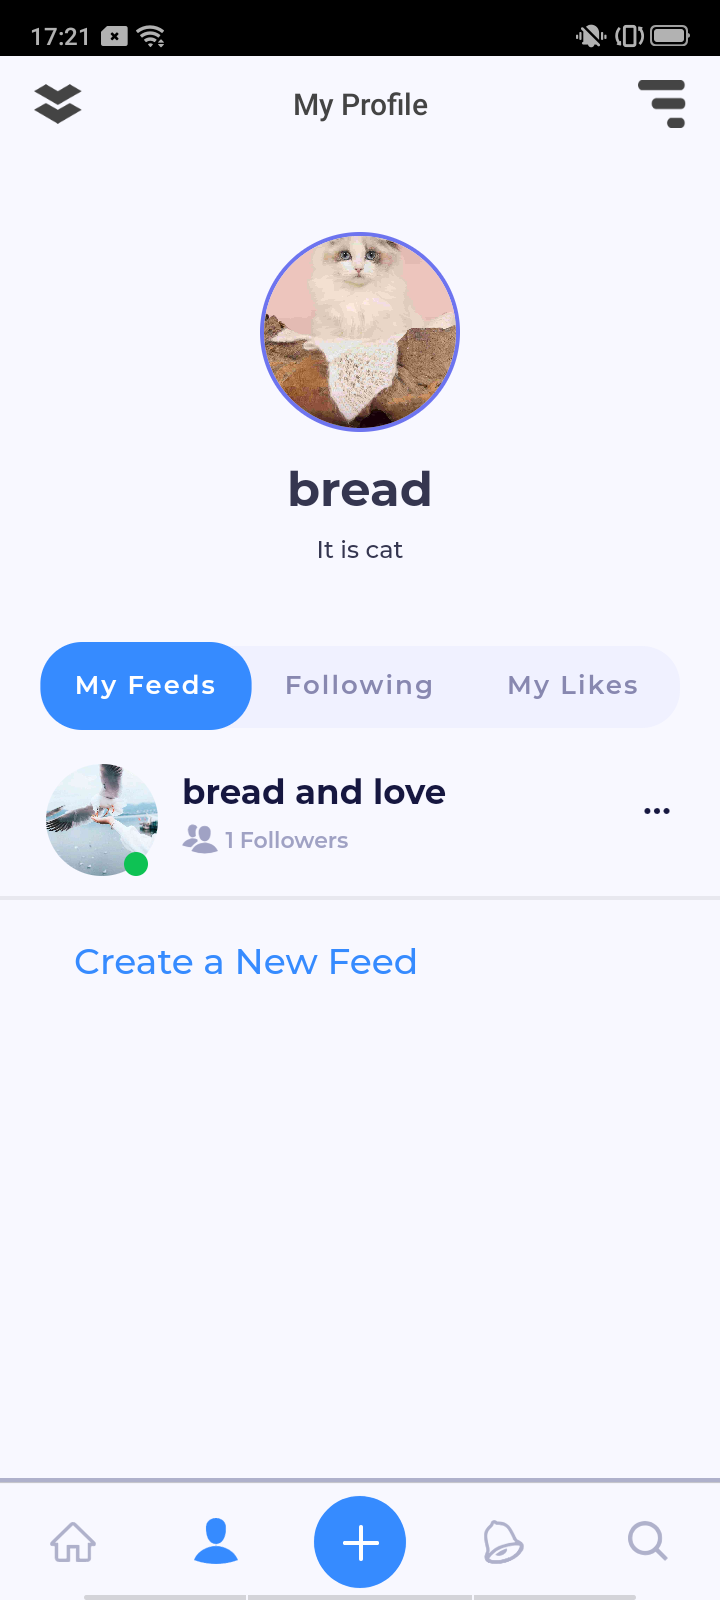 17:21
My Profile
bread
It is cat
My Feeds Following My Likes
bread and love
1 Followers
Create a New Feed